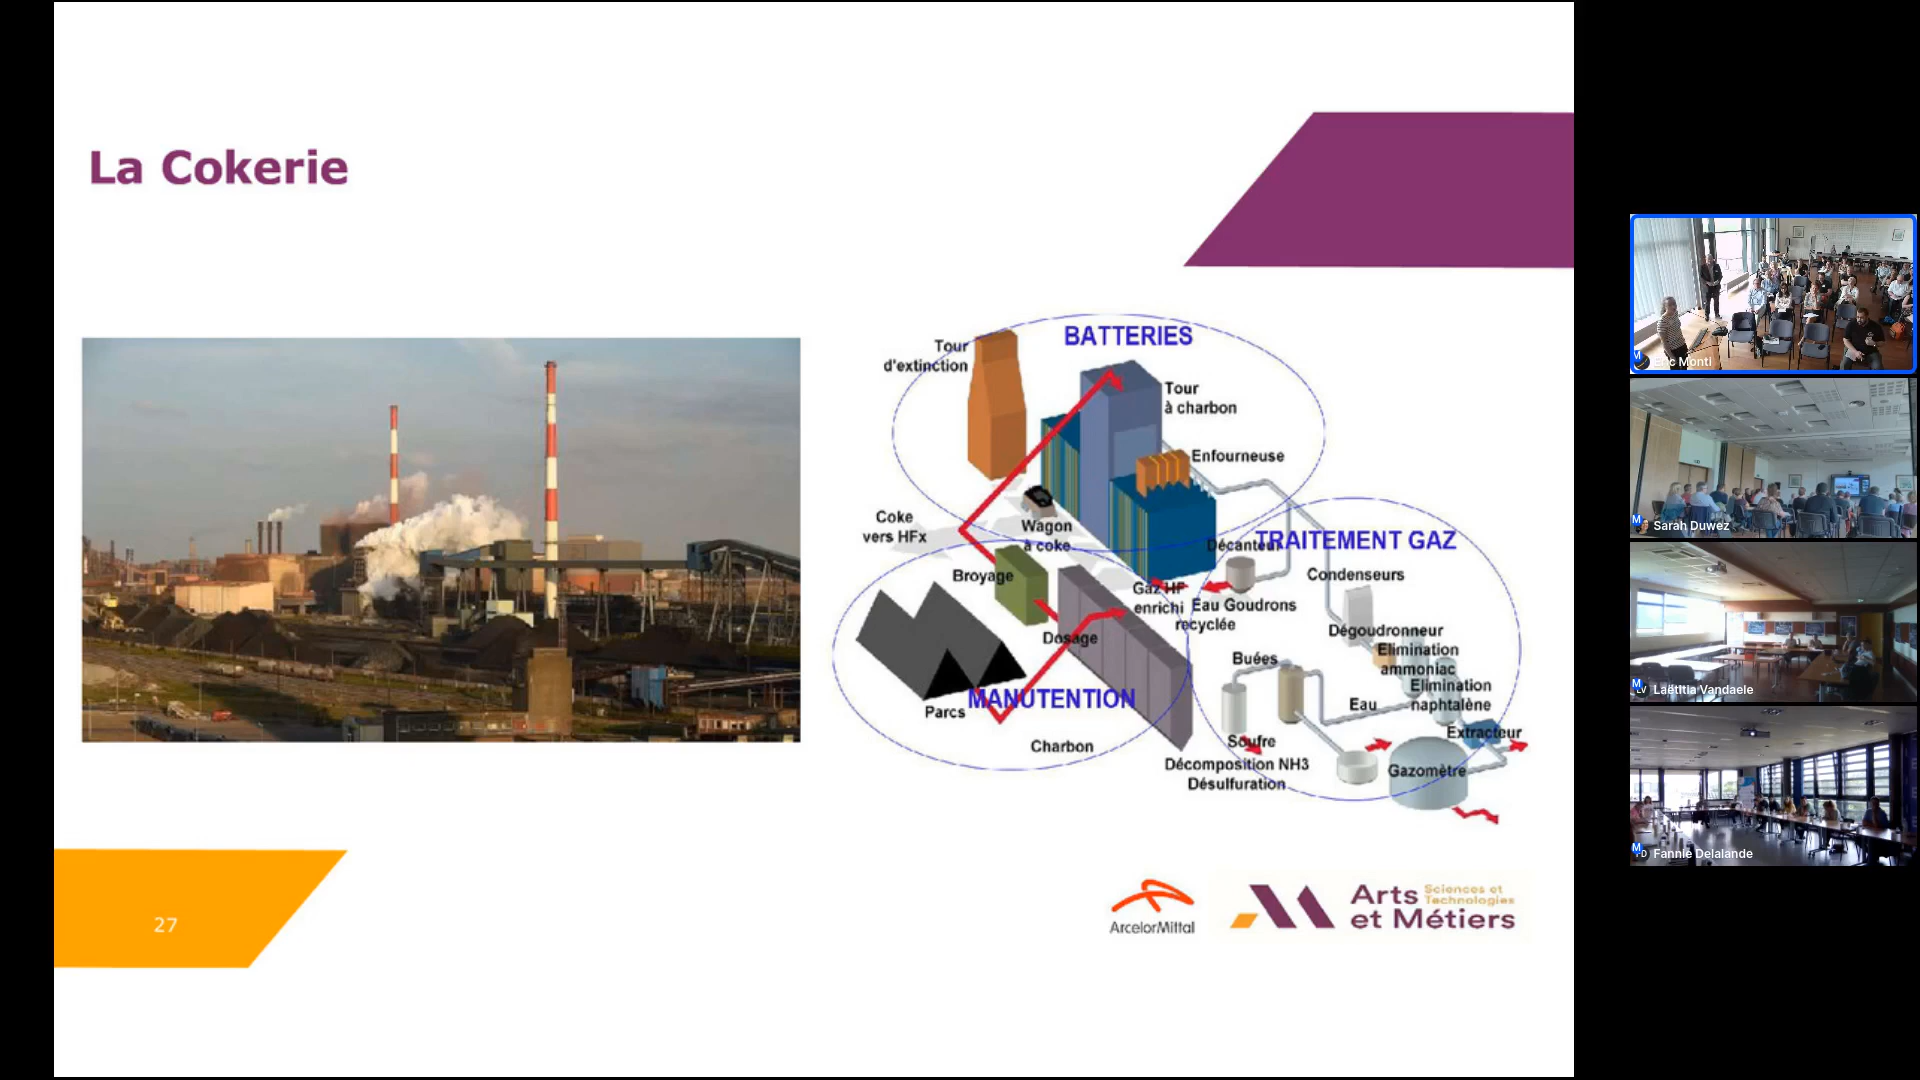 La Cokerie
BATTERIES
Tour
d'extinction
Tour
à charbon
Enfourneuse
Coke
vers HFx
Wagon
à coke
Broyage
Dosage
MANUTENTION
Parcs
Charbon
TRAITEMENT GAZ
Décanteur
Condenseurs
Gaz HF
enrichi
Eau Goudrons
recyclée
Dégoudronneur
Elimination
ammoniac
Elimination
naphtalène
Buées
Eau
Extracteur
Soufre
Décomposition NH3
Désulfuration
Gazomètre
27
ArcelorMittal
Arts
et Métiers
Sciences et
Technologies
Eric Monti
Sarah Duwez
Laëtitia Vandaele
Fannie Delalande